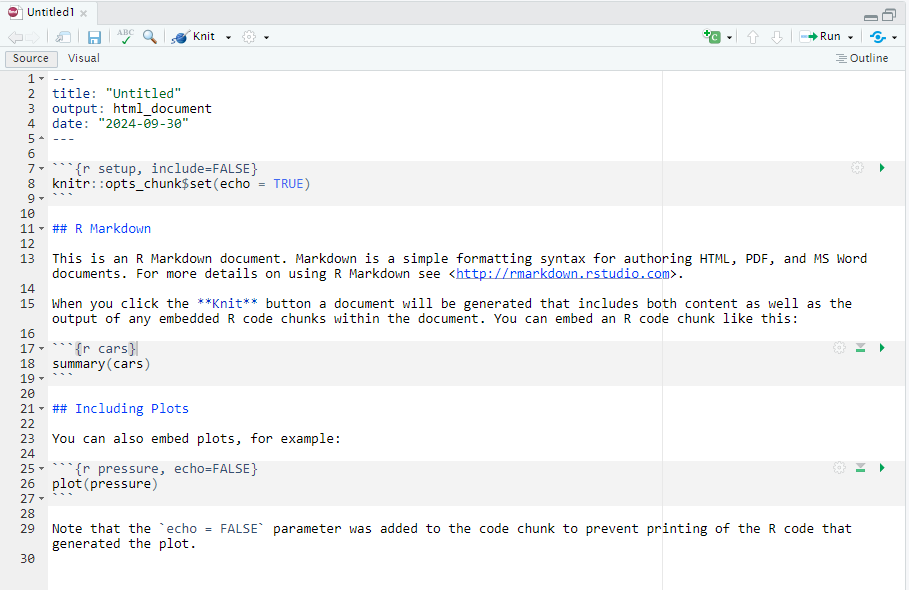 Untitled1
ABC
Knit
Run
Source Visual
Outline
1 ---
2 title: "Untitled"
3 output: html_document
4 date: "2024-09-30"
5 ---
6
7 ```{r setup, include=FALSE}
8 knitr::opts_chunk$set(echo = TRUE)
9 ```
10
11 ## R Markdown
12
13 This is an R Markdown document. Markdown is a simple formatting syntax for authoring HTML, PDF, and MS Word
documents. For more details on using R Markdown see <http://rmarkdown.rstudio.com>.
14
15 When you click the **Knit** button a document will be generated that includes both content as well as the
output of any embedded R code chunks within the document. You can embed an R code chunk like this:
16
17 ```{r cars}
18 summary(cars)
19 ```
20
21 ## Including Plots
22
23 You can also embed plots, for example:
24
25 ```{r pressure, echo=FALSE}
26 plot(pressure)
27 ```
28
29 Note that the `echo = FALSE` parameter was added to the code chunk to prevent printing of the R code that
generated the plot.
30